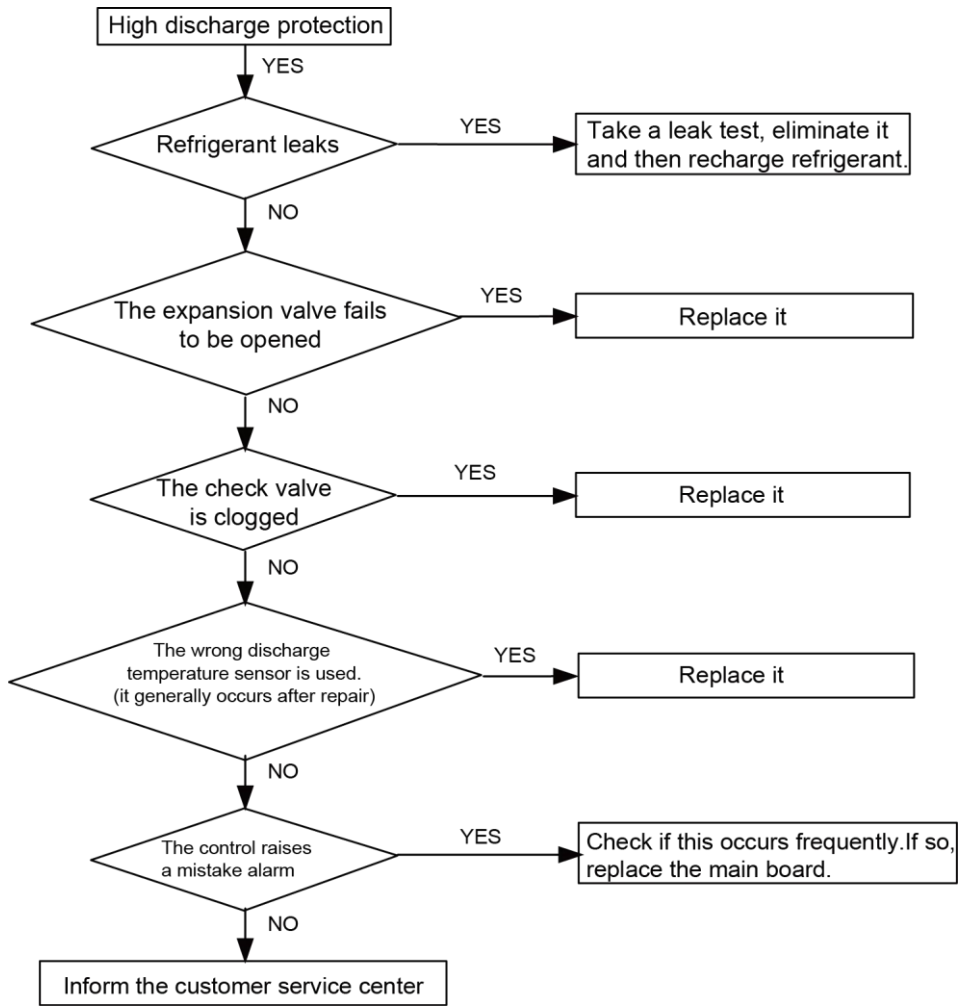 High discharge protection
YES
Refrigerant leaks
YES
Take a leak test, eliminate it
and then recharge refrigerant.
NO
The expansion valve fails
to be opened
YES
Replace it
NO
The check valve
is clogged
YES
Replace it
NO
The wrong discharge
temperature sensor is used.
(it generally occurs after repair)
YES
Replace it
NO
The control raises
a mistake alarm
YES
Check if this occurs frequently.If so,
replace the main board.
NO
Inform the customer service center